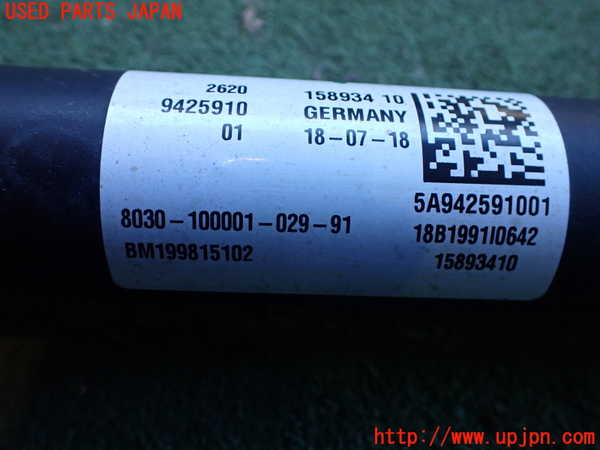 USED PARTS JAPAN
2620 158934 10
9425910 GERMANY
01 18-07-18
5A942591001
8030-100001-029-91 18B1991I0642
BM199815102 15893410
http://www.upjpn.com/